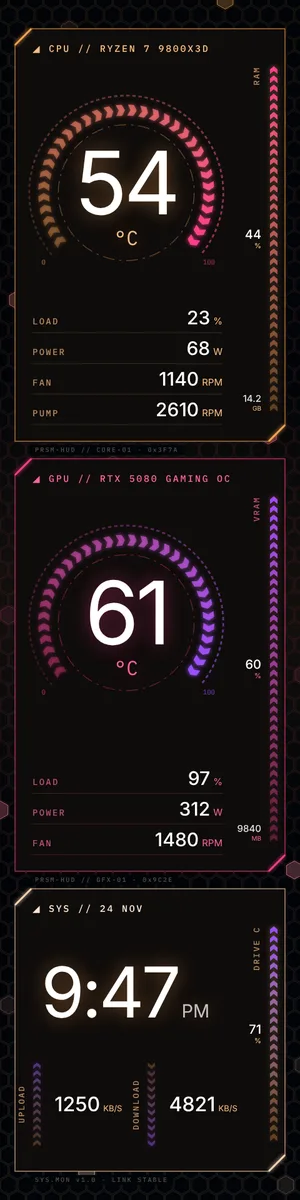 CPU // RYZEN 7 9800X3D
RAM
54
°C
0 100
44
%
LOAD 23 %
POWER 68 W
FAN 1140 RPM
PUMP 2610 RPM
14.2
GB
PRSM-HUD // CORE-01 · 0x3F7A
GPU // RTX 5080 GAMING OC
VRAM
61
°C
0 100
60
%
LOAD 97 %
POWER 312 W
FAN 1480 RPM
9840
MB
PRSM-HUD // GFX-01 · 0x9C2E
SYS // 24 NOV
DRIVE C
9:47 PM
71
%
UPLOAD
1250 KB/S
DOWNLOAD
4821 KB/S
SYS.MON v1.0 · LINK STABLE